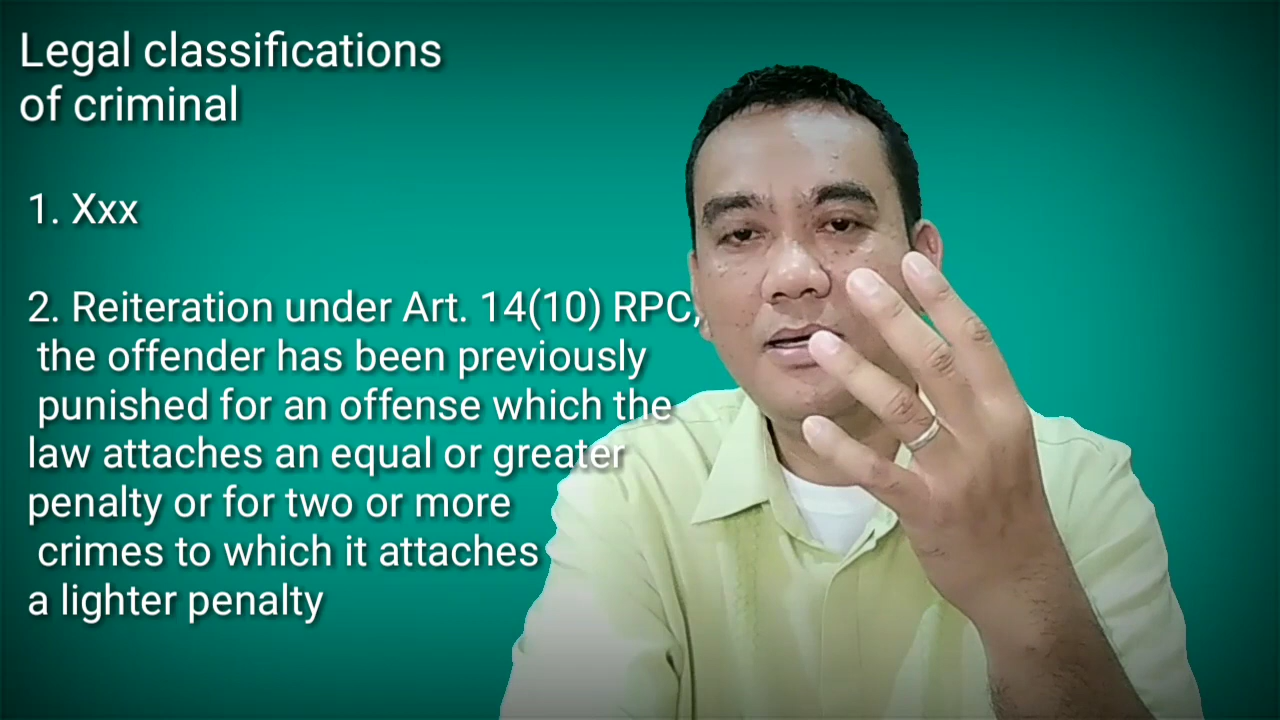 Legal classifications
of criminal
1. Xxx
2. Reiteration under Art. 14(10) RPC,
the offender has been previously
punished for an offense which the
law attaches an equal or greater
penalty or for two or more
crimes to which it attaches
a lighter penalty